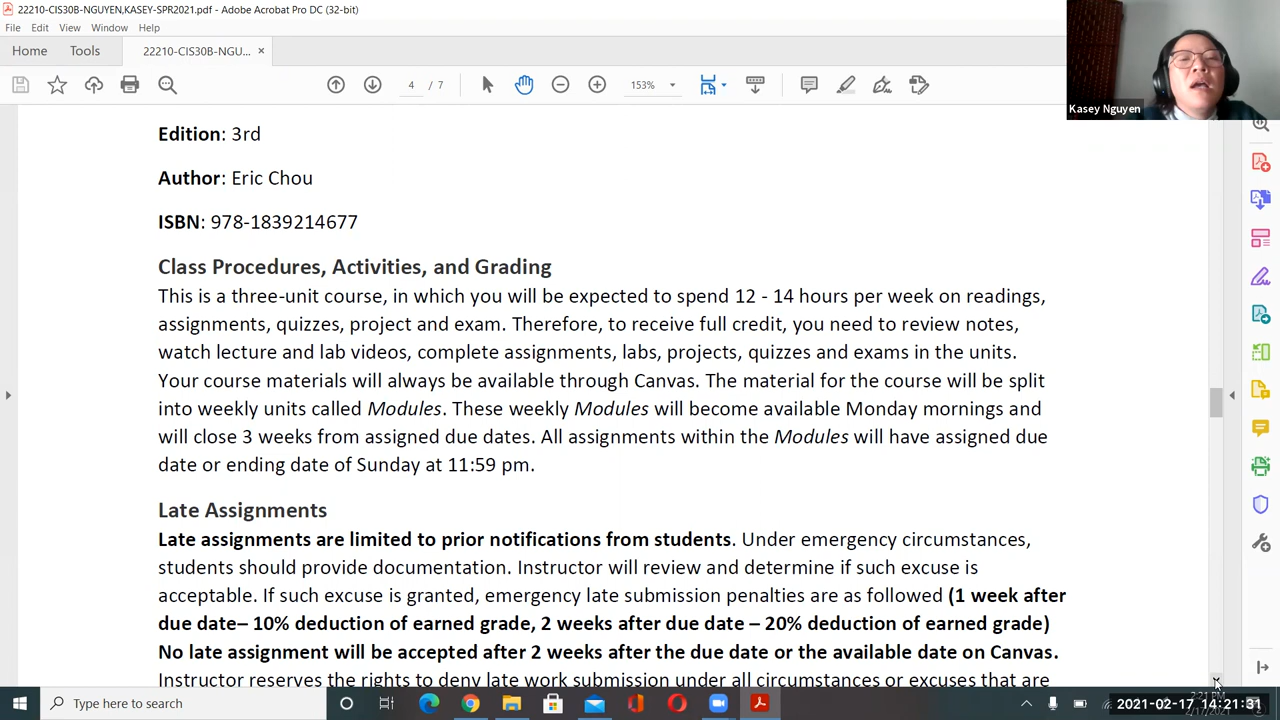 22210-CIS30B-NGUYEN,KASEY-SPR2021.pdf - Adobe Acrobat Pro DC (32-bit)
File Edit View Window Help
Home Tools 22210-CIS30B-NGU... ×
4 / 7 153%
Kasey Nguyen
Edition: 3rd
Author: Eric Chou
ISBN: 978-1839214677
Class Procedures, Activities, and Grading
This is a three-unit course, in which you will be expected to spend 12 - 14 hours per week on readings,
assignments, quizzes, project and exam. Therefore, to receive full credit, you need to review notes,
watch lecture and lab videos, complete assignments, labs, projects, quizzes and exams in the units.
Your course materials will always be available through Canvas. The material for the course will be split
into weekly units called Modules. These weekly Modules will become available Monday mornings and
will close 3 weeks from assigned due dates. All assignments within the Modules will have assigned due
date or ending date of Sunday at 11:59 pm.
Late Assignments
Late assignments are limited to prior notifications from students. Under emergency circumstances,
students should provide documentation. Instructor will review and determine if such excuse is
acceptable. If such excuse is granted, emergency late submission penalties are as followed (1 week after
due date– 10% deduction of earned grade, 2 weeks after due date – 20% deduction of earned grade)
No late assignment will be accepted after 2 weeks after the due date or the available date on Canvas.
Instructor reserves the rights to deny late work submission under all circumstances or excuses that are
Type here to search
2:21 PM
2021-02-17 14:21:31